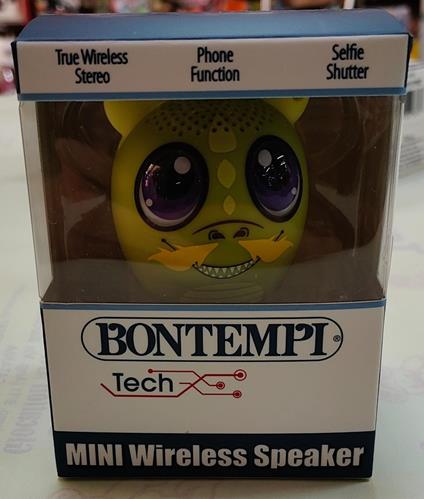 True Wireless
Stereo
Phone
Function
Selfie
Shutter
BONTEMPI®
Tech
MINI Wireless Speaker